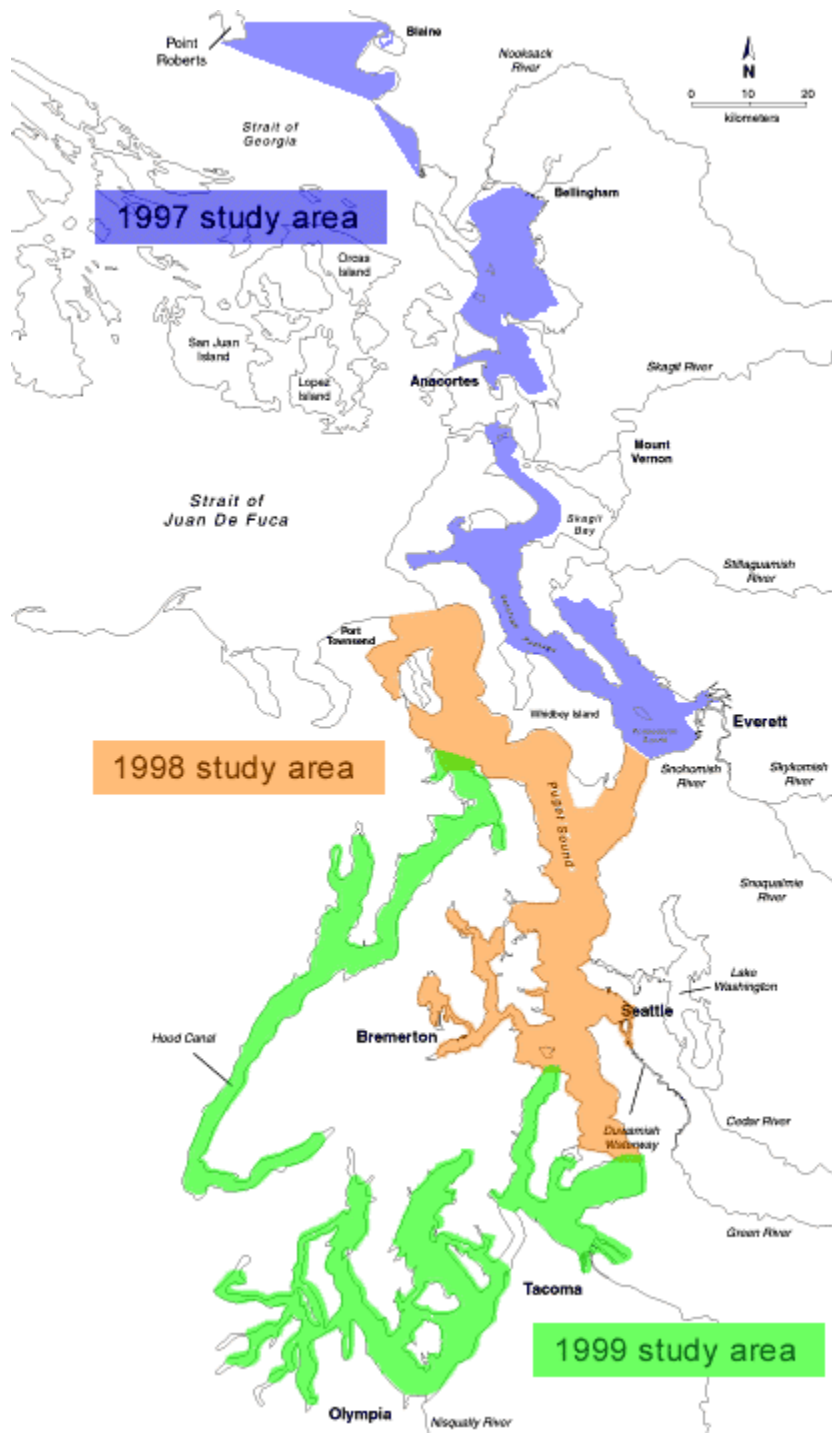 Point
Roberts
Blaine
Nooksack
River
N
0 10 20
kilometers
Strait of
Georgia
1997 study area
Bellingham
Orcas
Island
San Juan
Island
Lopez
Island
Anacortes
Skagit River
Mount
Vernon
Strait of
Juan De Fuca
Skagit
Bay
Stillaguamish
River
Saratoga Passage
Port
Townsend
Whidbey Island
Everett
1998 study area
Snohomish
River
Skykomish
River
Puget Sound
Snoqualmie
River
Lake
Washington
Seattle
Bremerton
Hood Canal
Duwamish
Waterway
Cedar River
Green River
Tacoma
1999 study area
Olympia
Nisqually River